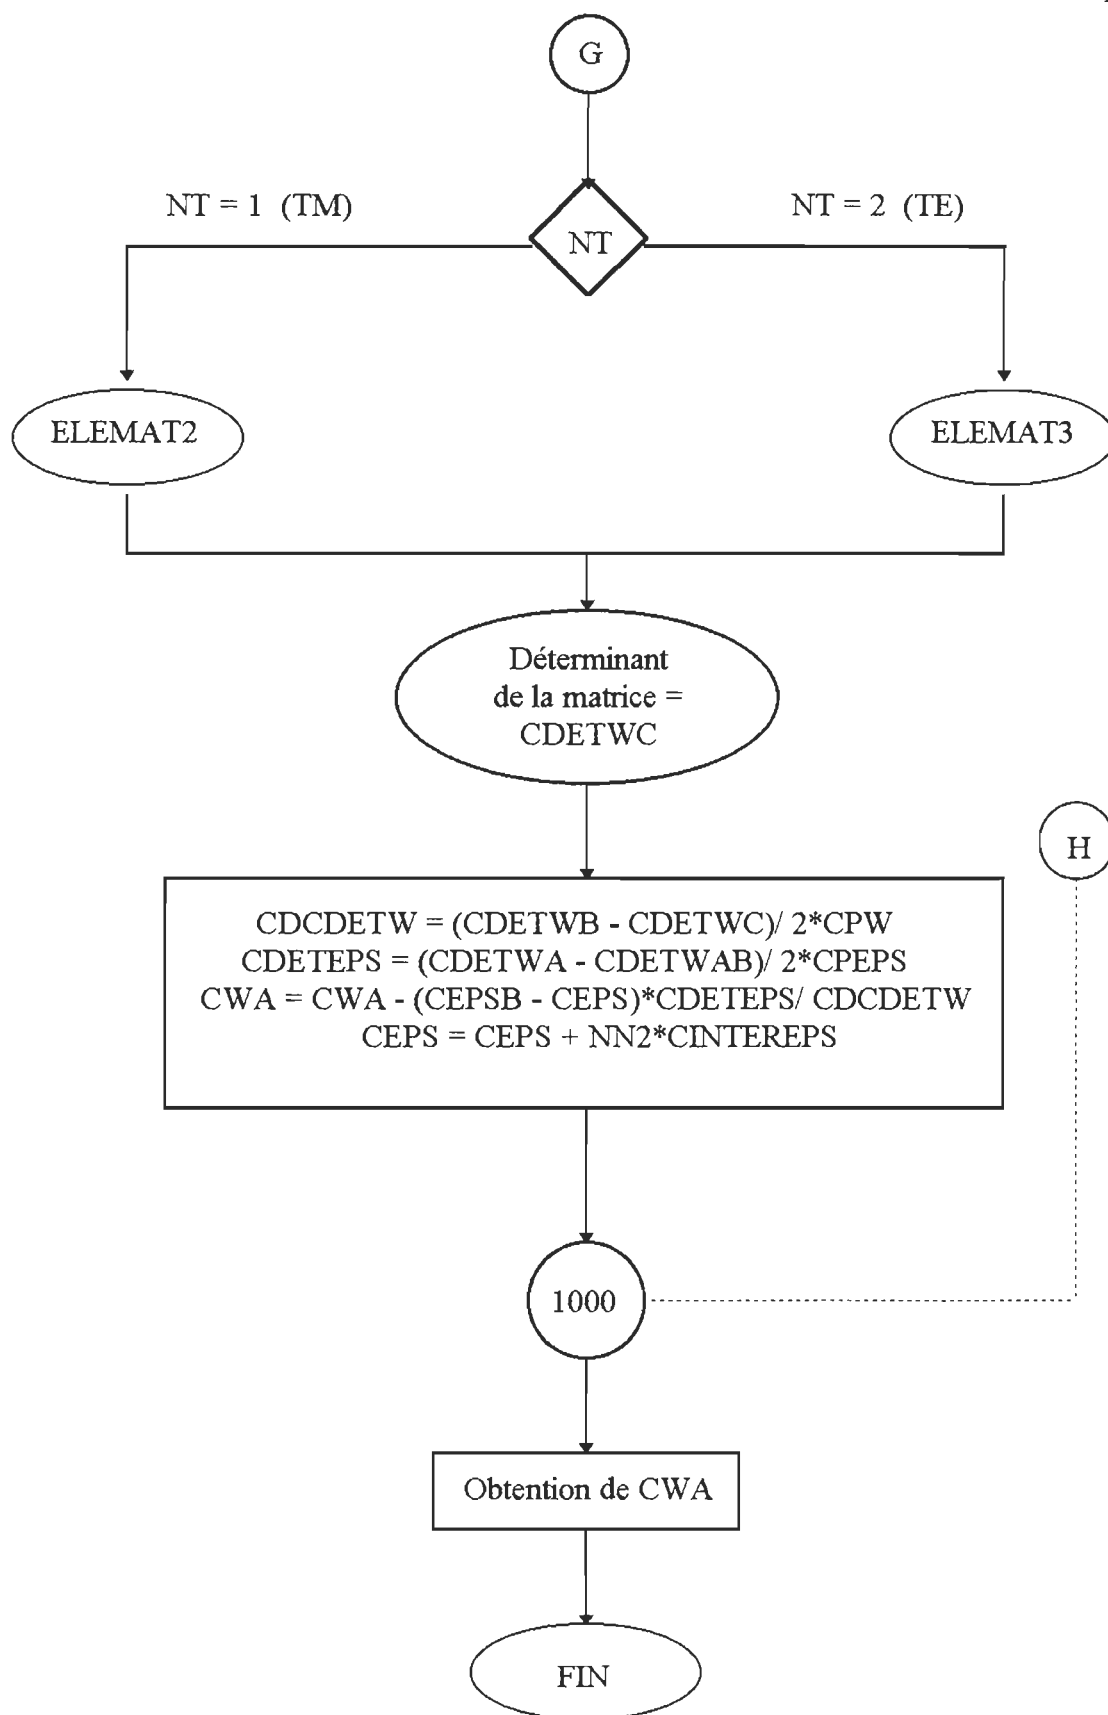 G
NT = 1 (TM)
NT = 2 (TE)
NT
ELEMAT2
ELEMAT3
Déterminant
de la matrice =
CDETWC
H
CDCDETW = (CDETWB - CDETWC)/ 2*CPW
CDETEPS = (CDETWA - CDETWAB)/ 2*CPEPS
CWA = CWA - (CEPSB - CEPS)*CDETEPS/ CDCDETW
CEPS = CEPS + NN2*CINTEREPS
1000
Obtention de CWA
FIN